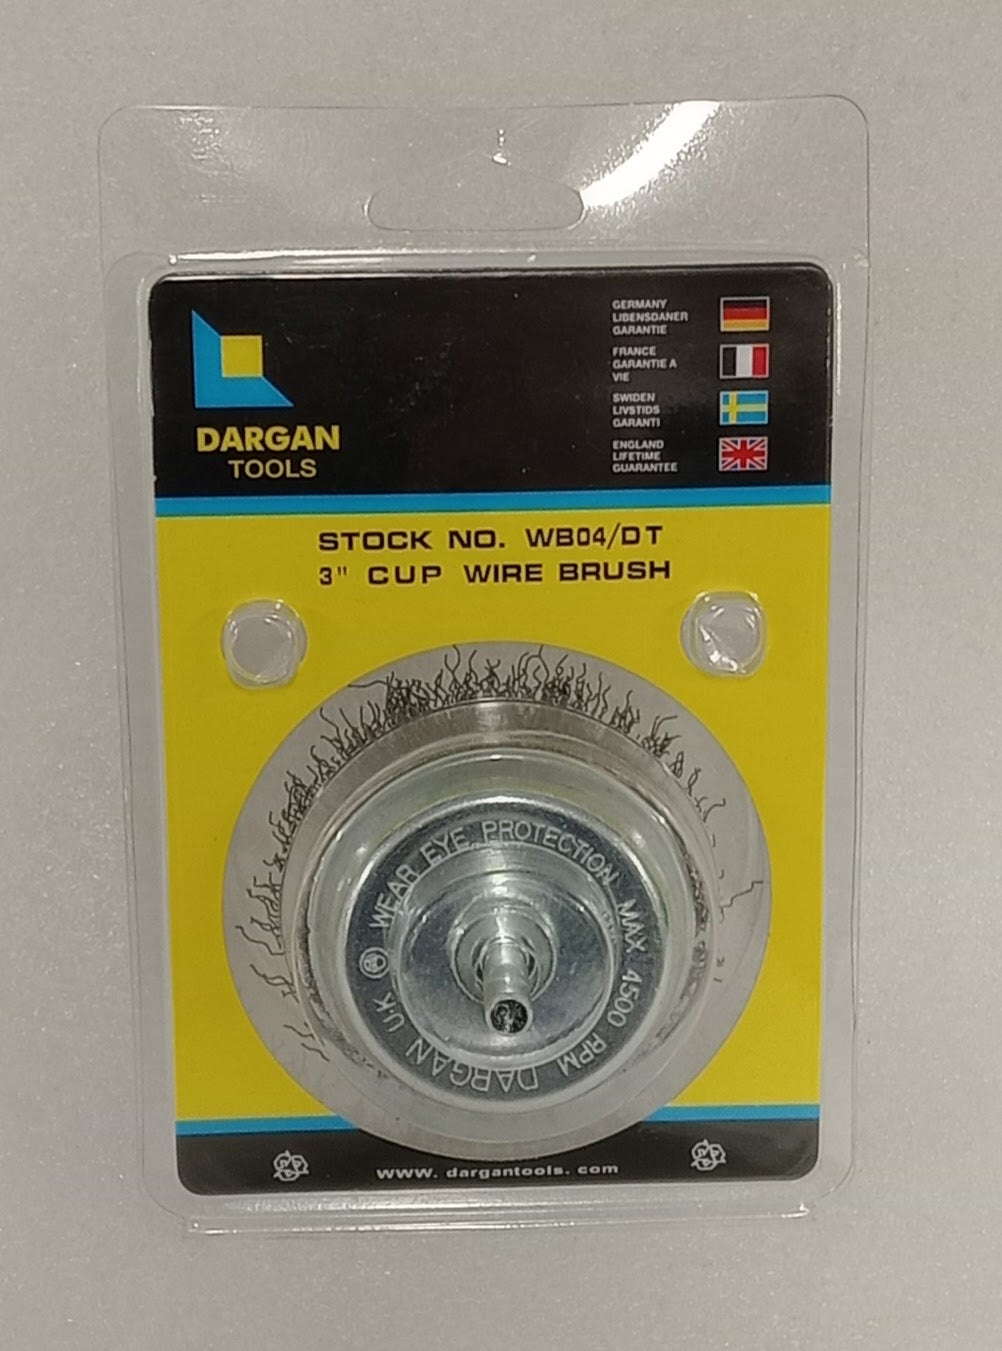 DARGAN
TOOLS
GERMANY
LIBENSDANER
GARANTIE
FRANCE
GARANTIE A
VIE
SWIDEN
LIVSTIDS
GARANTI
ENGLAND
LIFETIME
GUARANTEE
STOCK NO. WB04/DT
3" CUP WIRE BRUSH
WEAR EYE PROTECTION MAX 4500 RPM DARGAN U.K
www. dargantools. com